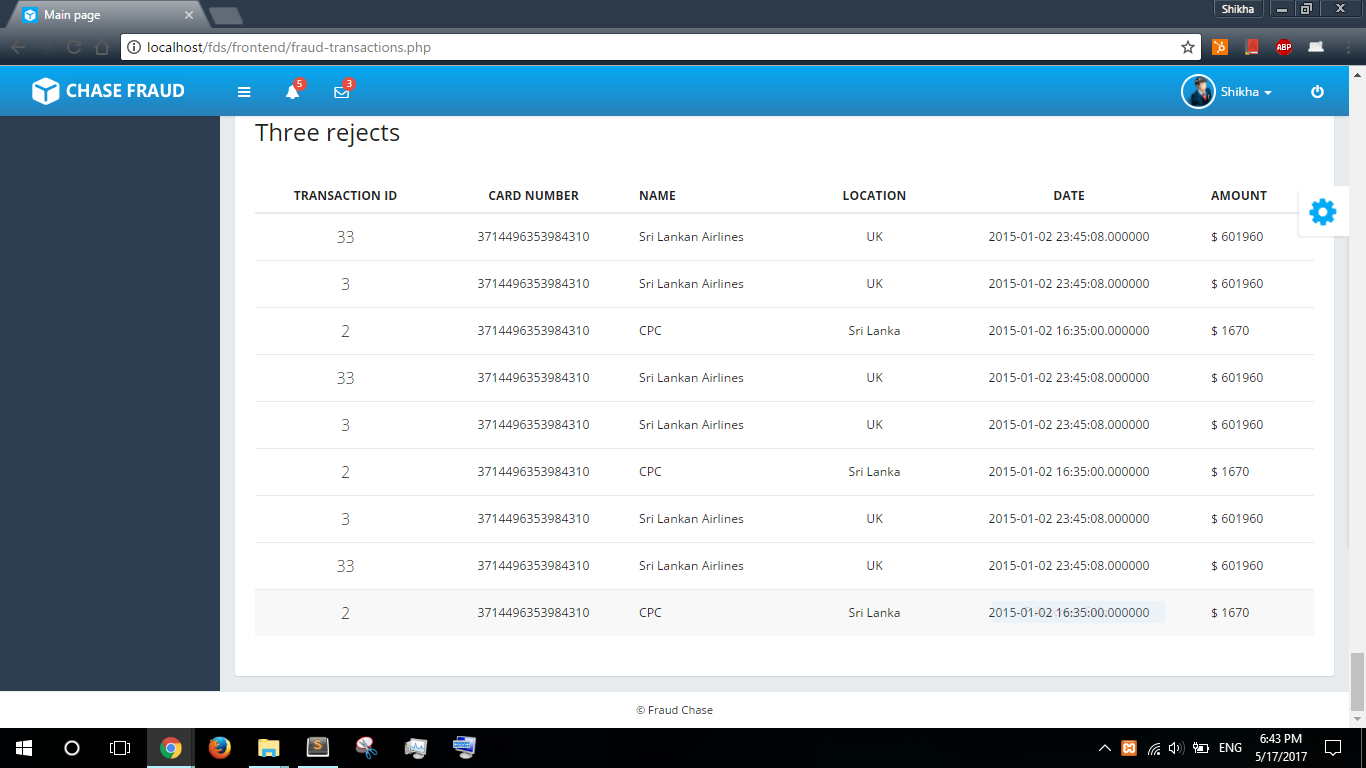 Main page
Shikha
localhost/fds/frontend/fraud-transactions.php
ABP
CHASE FRAUD
5
3
Shikha
Three rejects
TRANSACTION ID CARD NUMBER NAME LOCATION DATE AMOUNT
33 3714496353984310 Sri Lankan Airlines UK 2015-01-02 23:45:08.000000 $ 601960
3 3714496353984310 Sri Lankan Airlines UK 2015-01-02 23:45:08.000000 $ 601960
2 3714496353984310 CPC Sri Lanka 2015-01-02 16:35:00.000000 $ 1670
33 3714496353984310 Sri Lankan Airlines UK 2015-01-02 23:45:08.000000 $ 601960
3 3714496353984310 Sri Lankan Airlines UK 2015-01-02 23:45:08.000000 $ 601960
2 3714496353984310 CPC Sri Lanka 2015-01-02 16:35:00.000000 $ 1670
3 3714496353984310 Sri Lankan Airlines UK 2015-01-02 23:45:08.000000 $ 601960
33 3714496353984310 Sri Lankan Airlines UK 2015-01-02 23:45:08.000000 $ 601960
2 3714496353984310 CPC Sri Lanka 2015-01-02 16:35:00.000000 $ 1670
© Fraud Chase
ENG
6:43 PM
5/17/2017